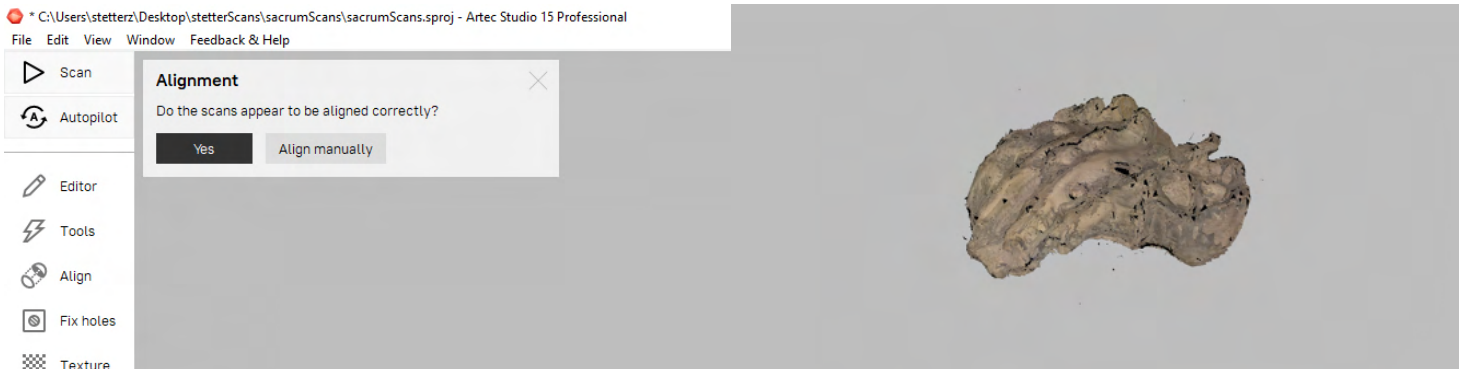 * C:\Users\stetterz\Desktop\stetterScans\sacrumScans\sacrumScans.sproj - Artec Studio 15 Professional
File Edit View Window Feedback & Help
Scan
Alignment
Do the scans appear to be aligned correctly?
Autopilot
Yes Align manually
Editor
Tools
Align
Fix holes
Texture